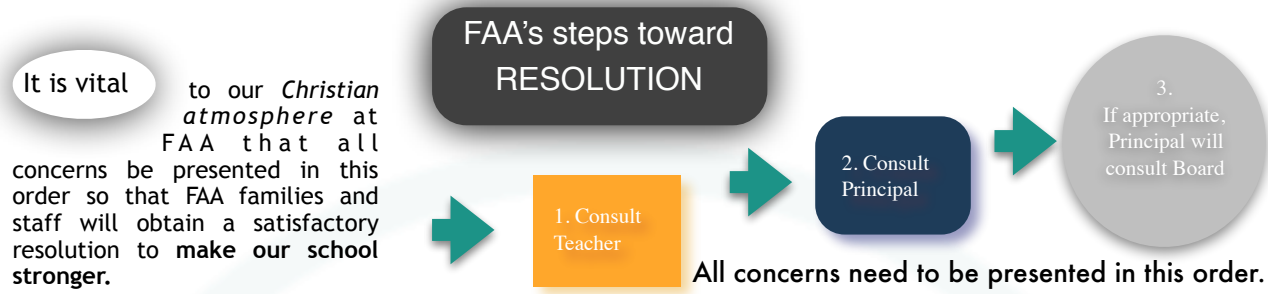 FAA's steps toward
RESOLUTION
It is vital
to our Christian
atmosphere at
FAA that all
concerns be presented in this
order so that FAA families and
staff will obtain a satisfactory
resolution to make our school
stronger.
1. Consult
Teacher
2. Consult
Principal
3.
If appropriate,
Principal will
consult Board
All concerns need to be presented in this order.